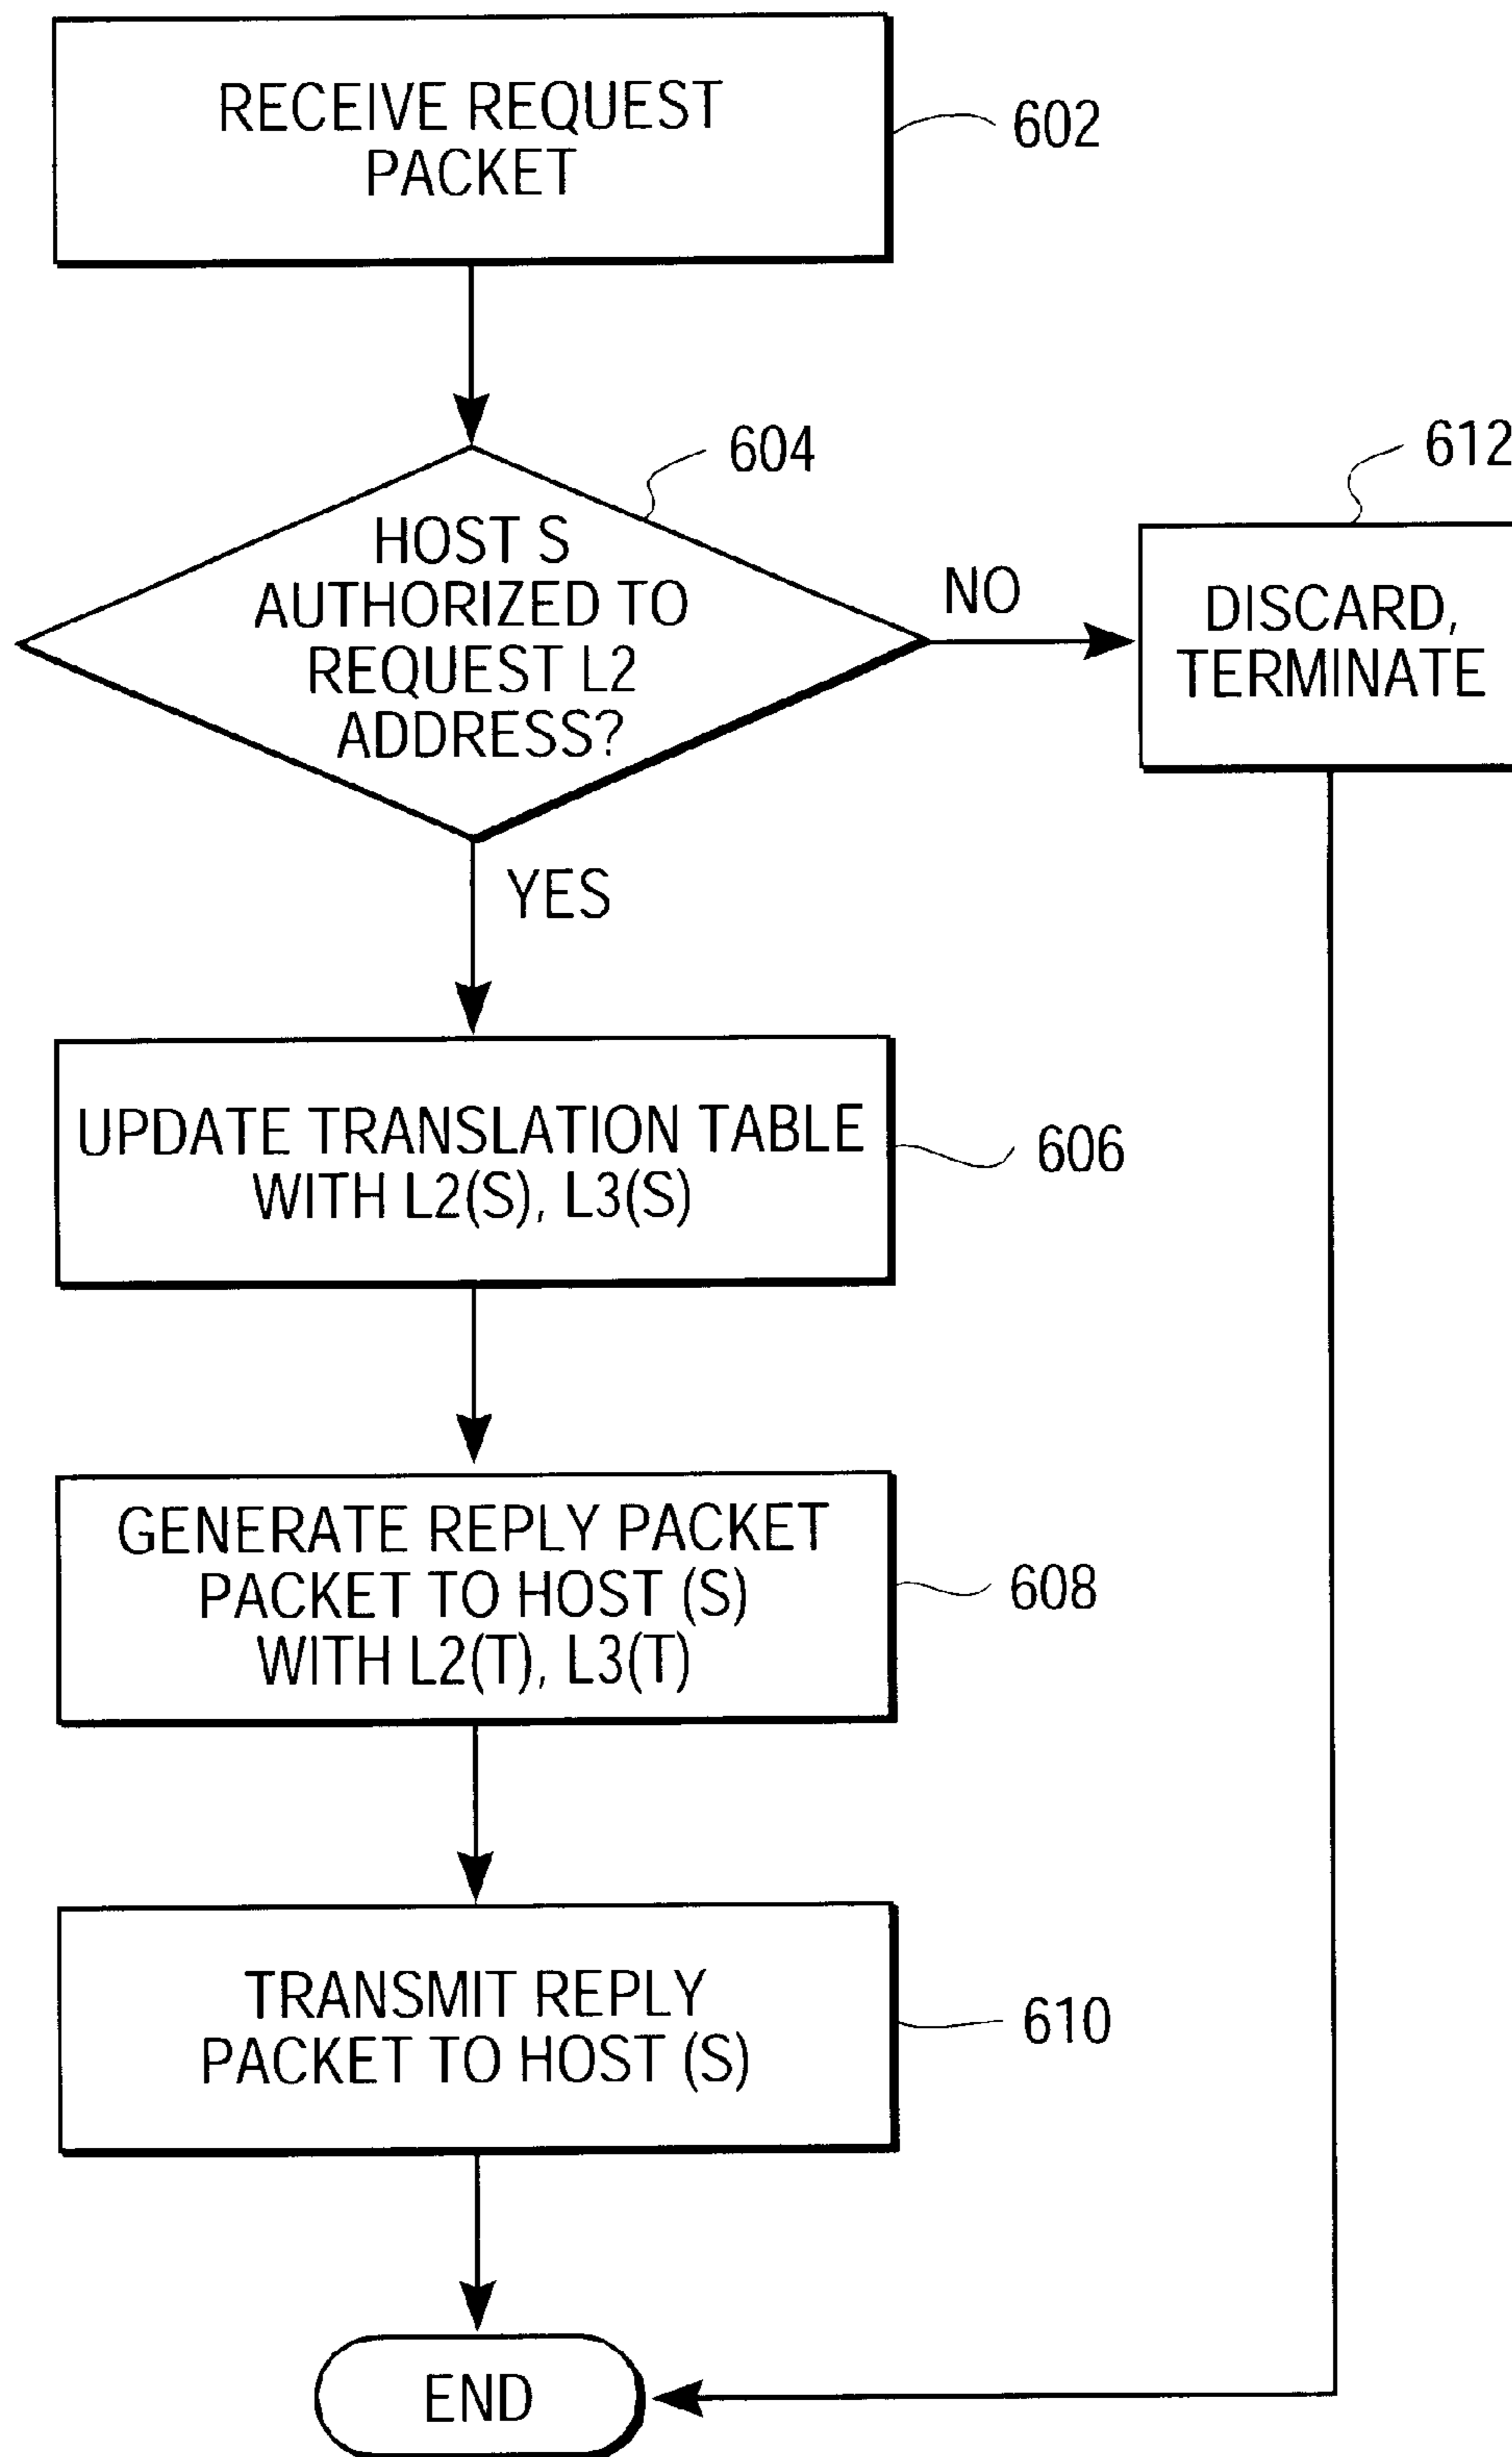 RECEIVE REQUEST
PACKET
602
604
HOST S
AUTHORIZED TO
REQUEST L2
ADDRESS?
NO
612
DISCARD,
TERMINATE
YES
UPDATE TRANSLATION TABLE
WITH L2(S), L3(S)
606
GENERATE REPLY PACKET
PACKET TO HOST (S)
WITH L2(T), L3(T)
608
TRANSMIT REPLY
PACKET TO HOST (S)
610
END